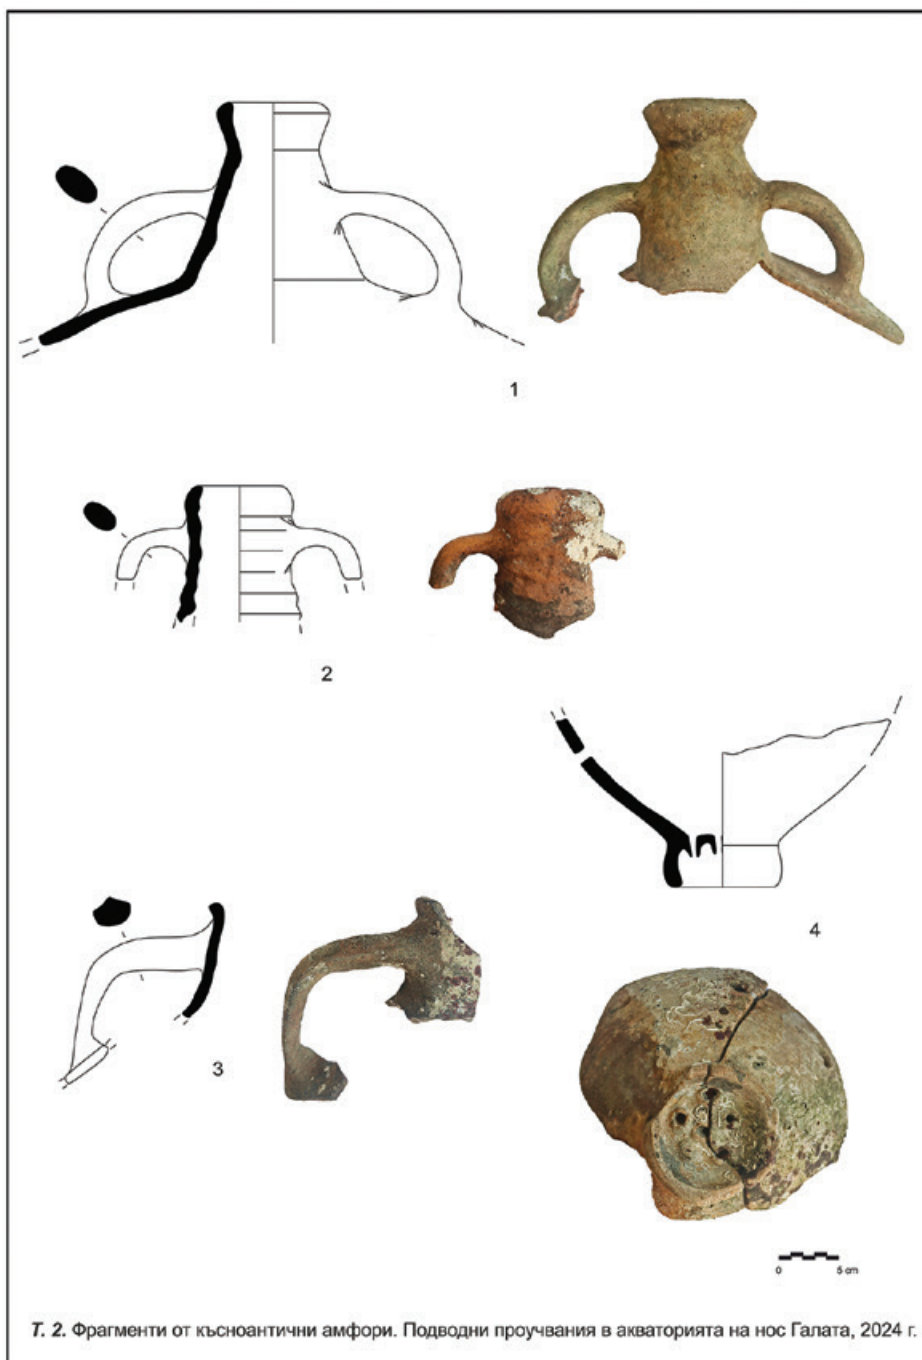 1
2
4
3
0 5 cm
Т. 2. Фрагменти от късноантични амфори. Подводни проучвания в акваторията на нос Галата, 2024 г.